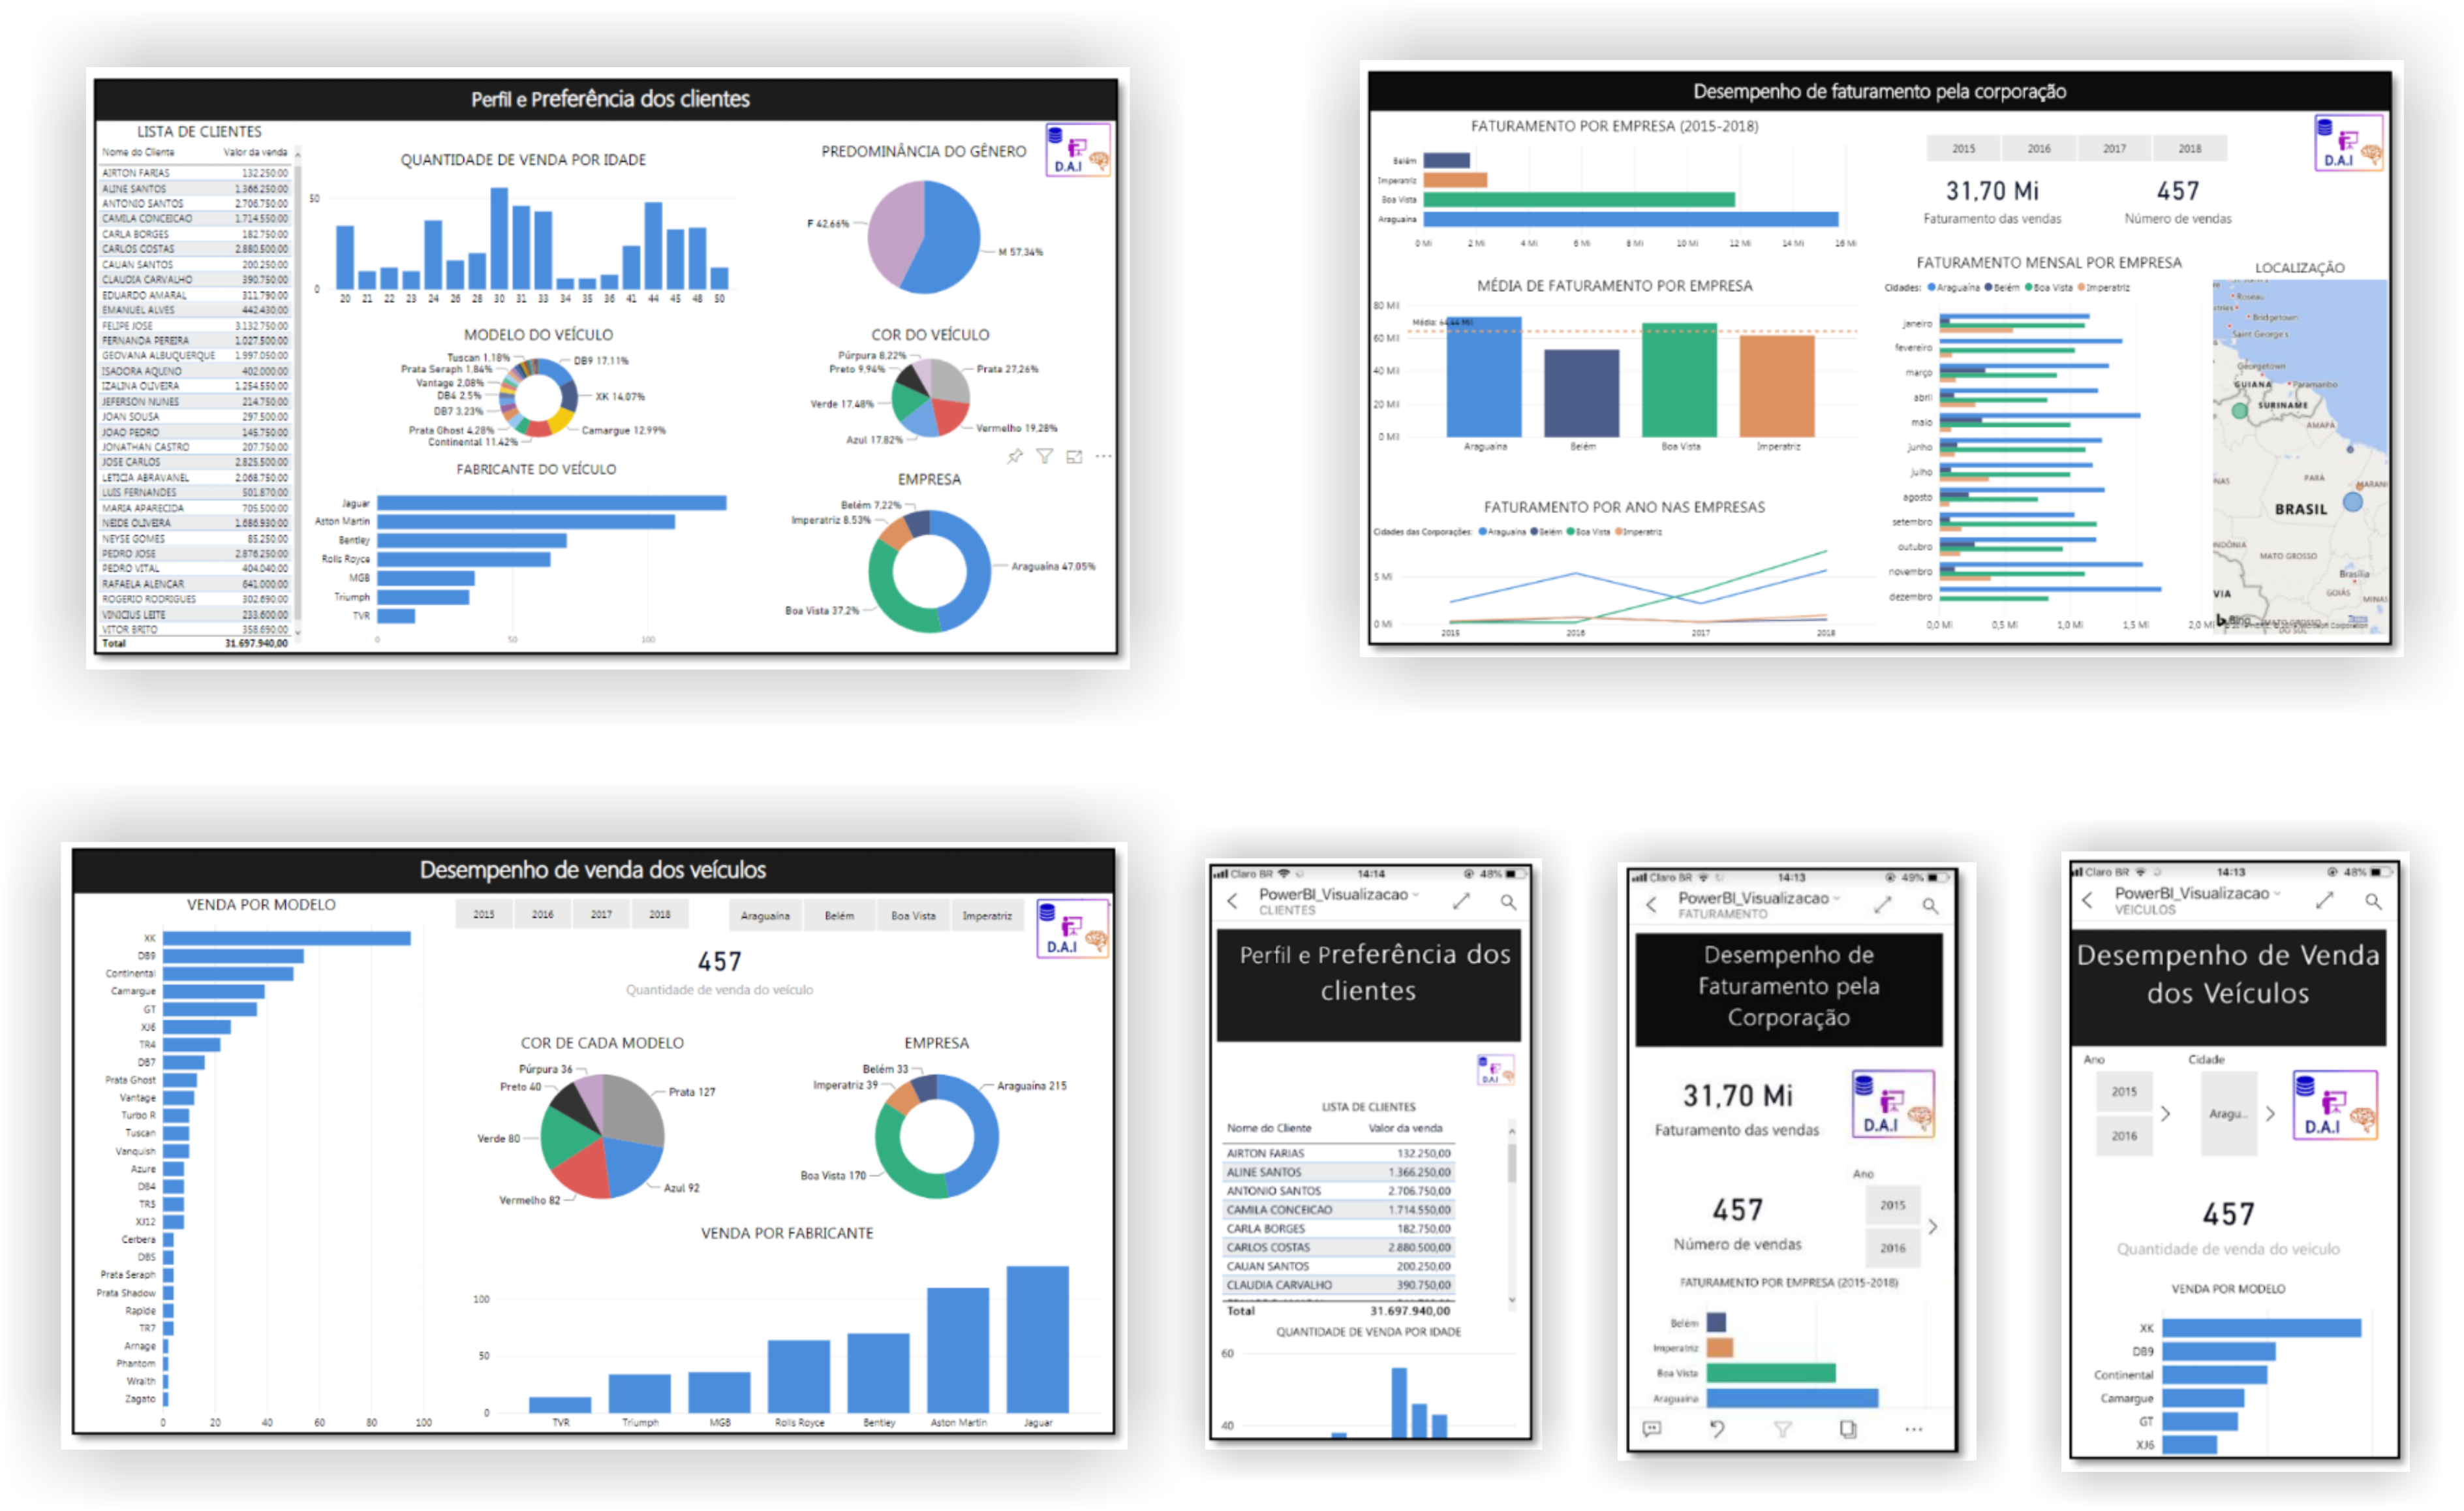 Perfil e Preferência dos clientes
LISTA DE CLIENTES
Nome do Cliente Valor da venda
AIRTON FARIAS 132.250,00
ALINE SANTOS 1.366.250,00
ANTONIO SANTOS 2.706.750,00
CAMILA CONCEICAO 1.714.550,00
CARLA BORGES 182.750,00
CARLOS COSTAS 2.880.500,00
CAUAN SANTOS 200.250,00
CLAUDIA CARVALHO 390.750,00
EDUARDO AMARAL 311.790,00
EMANUEL ALVES 442.430,00
FELIPE JOSE 3.132.750,00
FERNANDA PEREIRA 1.027.500,00
GEOVANA ALBUQUERQUE 1.997.050,00
ISADORA AQUINO 402.000,00
IZALINA OLIVEIRA 1.254.550,00
JEFERSON NUNES 214.750,00
JOAN SOUSA 297.500,00
JOAO PEDRO 145.750,00
JONATHAN CASTRO 207.750,00
JOSE CARLOS 2.825.500,00
LETICIA ABRAVANEL 2.068.750,00
LUIS FERNANDES 501.870,00
MARIA APARECIDA 705.500,00
NEIDE OLIVEIRA 1.686.930,00
NEYSE GOMES 85.250,00
PEDRO JOSE 2.876.250,00
PEDRO VITAL 404.040,00
RAFAELA ALENCAR 641.000,00
ROGERIO RODRIGUES 302.690,00
VINICIUS LEITE 233.600,00
VITOR BRITO 358.690,00
Total 31.697.940,00
QUANTIDADE DE VENDA POR IDADE
50
0
20 21 22 23 24 26 28 30 31 33 34 35 36 41 44 45 48 50
PREDOMINÂNCIA DO GÊNERO
F 42,66%
M 57,34%
D.A.I
MODELO DO VEÍCULO
Tuscan 1,18%
DB9 17,11%
Prata Seraph 1,84%
Vantage 2,08%
DB4 2,5%
XK 14,07%
DB7 3,23%
Prata Ghost 4,28%
Camargue 12,99%
Continental 11,42%
COR DO VEÍCULO
Púrpura 8,22%
Preto 9,94%
Prata 27,26%
Verde 17,48%
Vermelho 19,28%
Azul 17,82%
FABRICANTE DO VEÍCULO
Jaguar
Aston Martin
Bentley
Rolls Royce
MGB
Triumph
TVR
0 50 100
EMPRESA
Belém 7,22%
Imperatriz 8,53%
Araguaína 47,05%
Boa Vista 37,2%
Desempenho de faturamento pela corporação
FATURAMENTO POR EMPRESA (2015-2018)
Belém
Imperatriz
Boa Vista
Araguaína
0 Mi 2 Mi 4 Mi 6 Mi 8 Mi 10 Mi 12 Mi 14 Mi 16 Mi
2015 2016 2017 2018
31,70 Mi
Faturamento das vendas
457
Número de vendas
D.A.I
MÉDIA DE FATURAMENTO POR EMPRESA
80 Mil
60 Mil
40 Mil
20 Mil
0 Mil
Média: 64,44 Mil
Araguaína Belém Boa Vista Imperatriz
FATURAMENTO POR ANO NAS EMPRESAS
Cidades das Corporações: Araguaína Belém Boa Vista Imperatriz
5 Mi
0 Mi
2015 2016 2017 2018
FATURAMENTO MENSAL POR EMPRESA
Cidades: Araguaína Belém Boa Vista Imperatriz
janeiro
fevereiro
março
abril
maio
junho
julho
agosto
setembro
outubro
novembro
dezembro
0,0 Mi 0,5 Mi 1,0 Mi 1,5 Mi 2,0 Mi
LOCALIZAÇÃO
Roseau
Bridgetown
Saint George's
Georgetown
GUIANA Paramaribo
SURINAME
AMAPÁ
PARÁ
BRASIL
MATO GROSSO
Brasília
GOIÁS
Bing
Desempenho de venda dos veículos
VENDA POR MODELO
XK
DB9
Continental
Camargue
GT
XJ6
TR4
DB7
Prata Ghost
Vantage
Turbo R
Tuscan
Vanquish
Azure
DB4
TR5
XJ12
Cerbera
DB5
Prata Seraph
Prata Shadow
Rapide
TR7
Arnage
Phantom
Wraith
Zagato
0 20 40 60 80 100
2015 2016 2017 2018
Araguaína Belém Boa Vista Imperatriz
D.A.I
457
Quantidade de venda do veículo
COR DE CADA MODELO
Púrpura 36
Preto 40
Prata 127
Verde 80
Azul 92
Vermelho 82
EMPRESA
Belém 33
Imperatriz 39
Araguaína 215
Boa Vista 170
VENDA POR FABRICANTE
100
50
0
TVR Triumph MGB Rolls Royce Bentley Aston Martin Jaguar
Claro BR 14:14 48%
PowerBI_Visualizacao
CLIENTES
Perfil e Preferência dos
clientes
D.A.I
LISTA DE CLIENTES
Nome do Cliente Valor da venda
AIRTON FARIAS 132.250,00
ALINE SANTOS 1.366.250,00
ANTONIO SANTOS 2.706.750,00
CAMILA CONCEICAO 1.714.550,00
CARLA BORGES 182.750,00
CARLOS COSTAS 2.880.500,00
CAUAN SANTOS 200.250,00
CLAUDIA CARVALHO 390.750,00
Total 31.697.940,00
QUANTIDADE DE VENDA POR IDADE
60
40
Claro BR 14:13 49%
PowerBI_Visualizacao
FATURAMENTO
Desempenho de
Faturamento pela
Corporação
31,70 Mi
Faturamento das vendas
D.A.I
Ano
457
Número de vendas
2015
2016
FATURAMENTO POR EMPRESA (2015-2018)
Belém
Imperatriz
Boa Vista
Araguaína
Claro BR 14:13 48%
PowerBI_Visualizacao
VEICULOS
Desempenho de Venda
dos Veículos
Ano Cidade
2015
2016
Aragu...
D.A.I
457
Quantidade de venda do veículo
VENDA POR MODELO
XK
DB9
Continental
Camargue
GT
XJ6